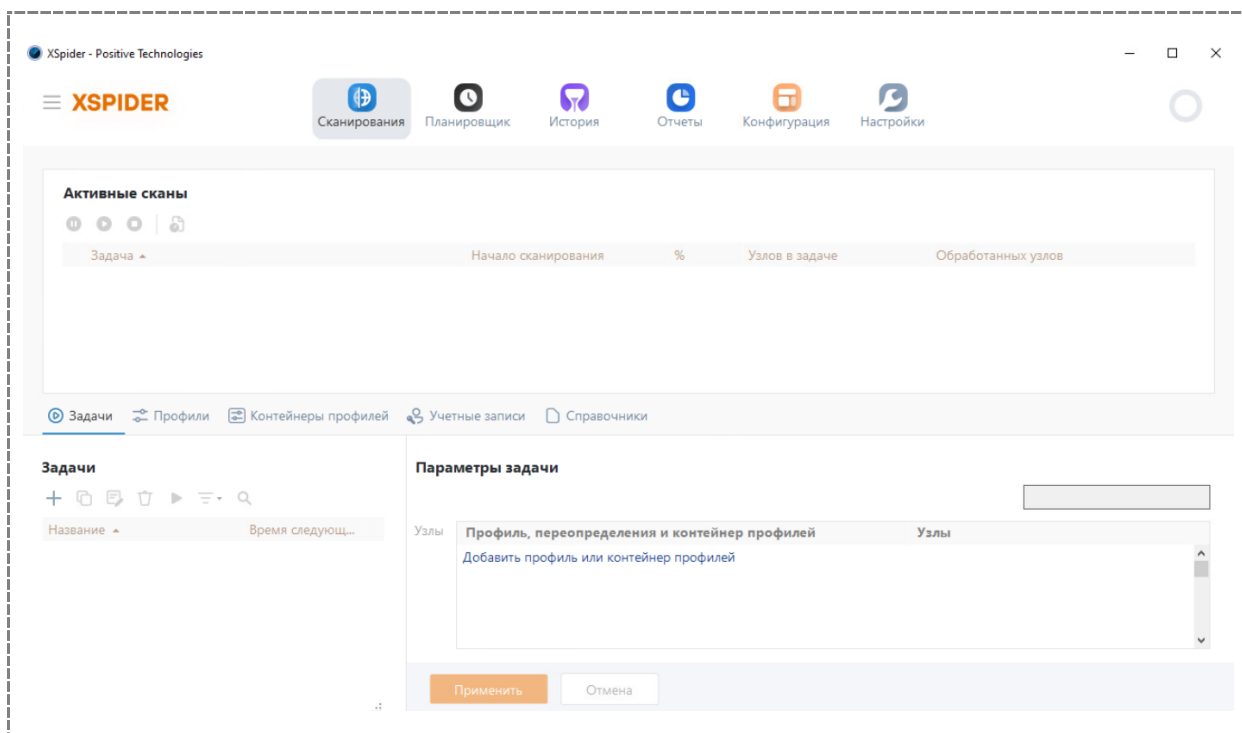 XSpider - Positive Technologies
XSPIDER
Сканирования Планировщик История Отчеты Конфигурация Настройки
Активные сканы
Задача Начало сканирования % Узлов в задаче Обработанных узлов
Задачи Профили Контейнеры профилей Учетные записи Справочники
Задачи
Название Время следующ...
Параметры задачи
Узлы Профиль, переопределения и контейнер профилей Узлы
Добавить профиль или контейнер профилей
Применить Отмена